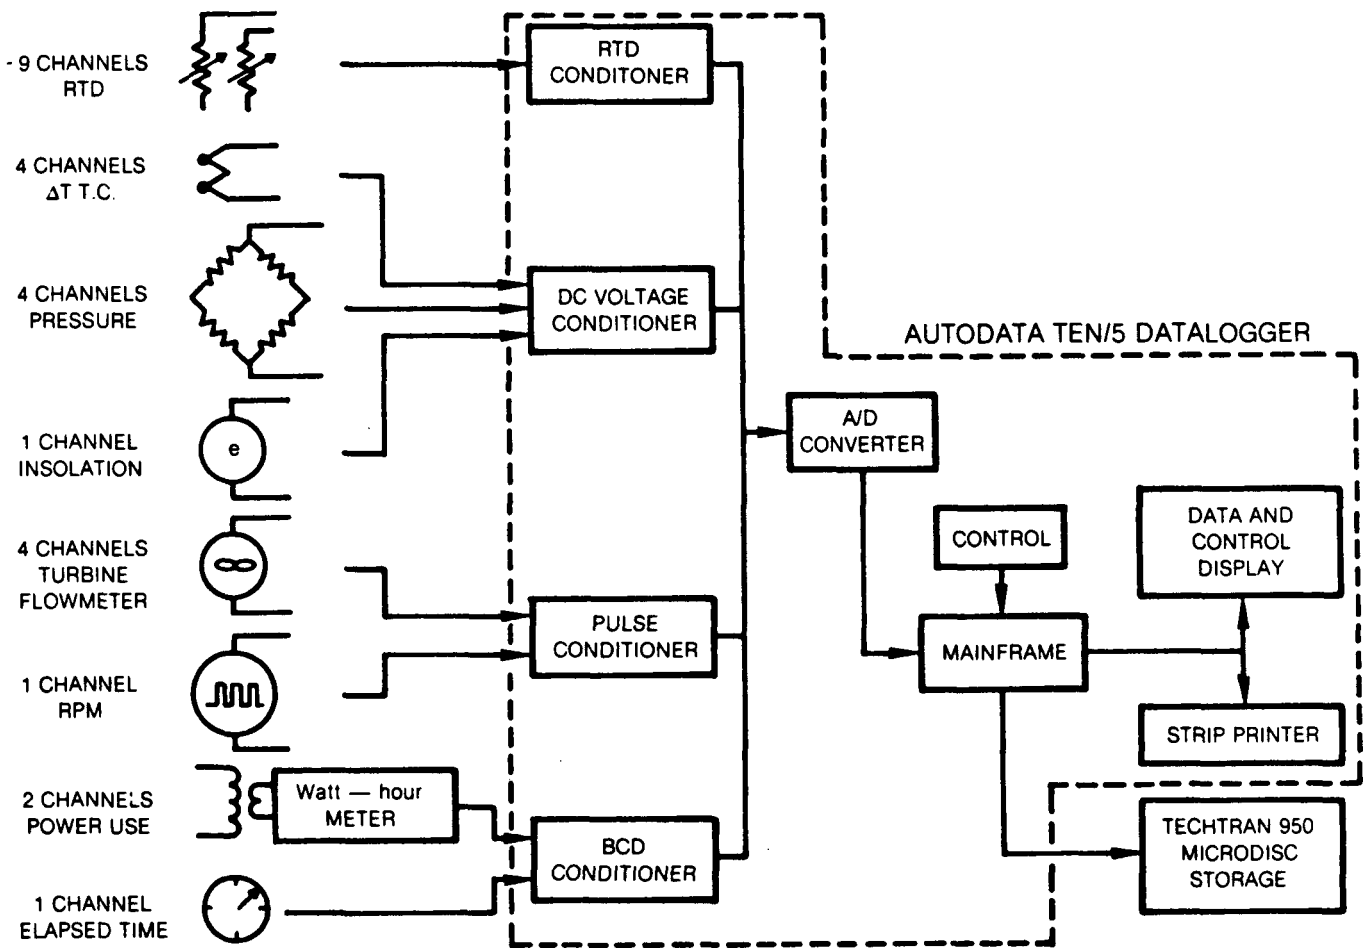 - 9 CHANNELS
RTD
4 CHANNELS
ΔT T.C.
4 CHANNELS
PRESSURE
1 CHANNEL
INSOLATION
e
4 CHANNELS
TURBINE
FLOWMETER
1 CHANNEL
RPM
2 CHANNELS
POWER USE
Watt — hour
METER
1 CHANNEL
ELAPSED TIME
RTD
CONDITONER
DC VOLTAGE
CONDITIONER
PULSE
CONDITIONER
BCD
CONDITIONER
AUTODATA TEN/5 DATALOGGER
A/D
CONVERTER
CONTROL
MAINFRAME
DATA AND
CONTROL
DISPLAY
STRIP PRINTER
TECHTRAN 950
MICRODISC
STORAGE